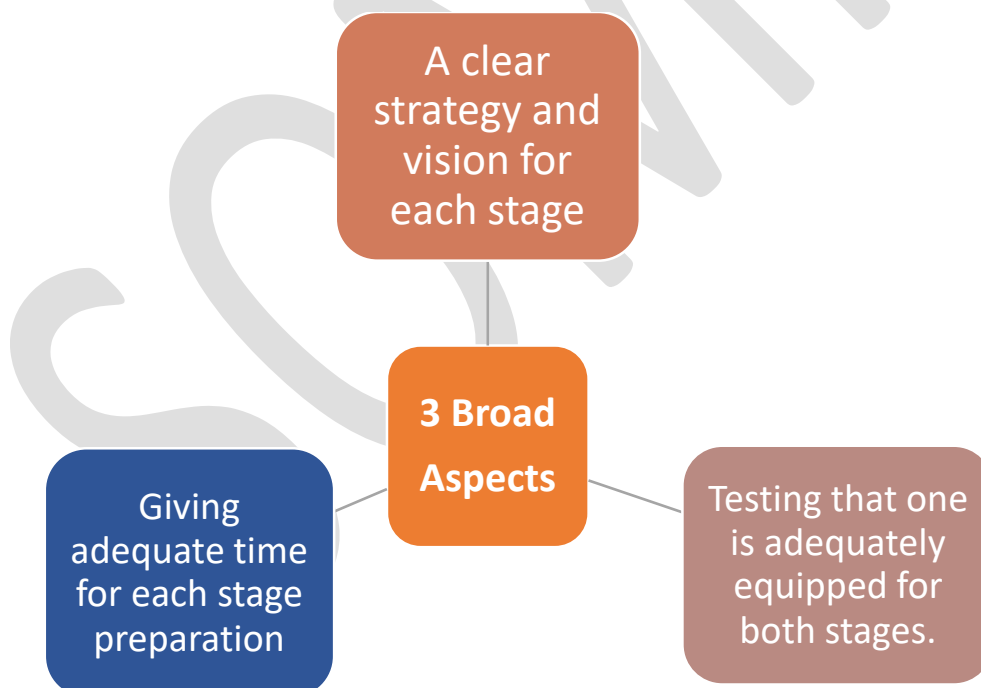 A clear
strategy and
vision for
each stage
3 Broad
Aspects
Giving
adequate time
for each stage
preparation
Testing that one
is adequately
equipped for
both stages.